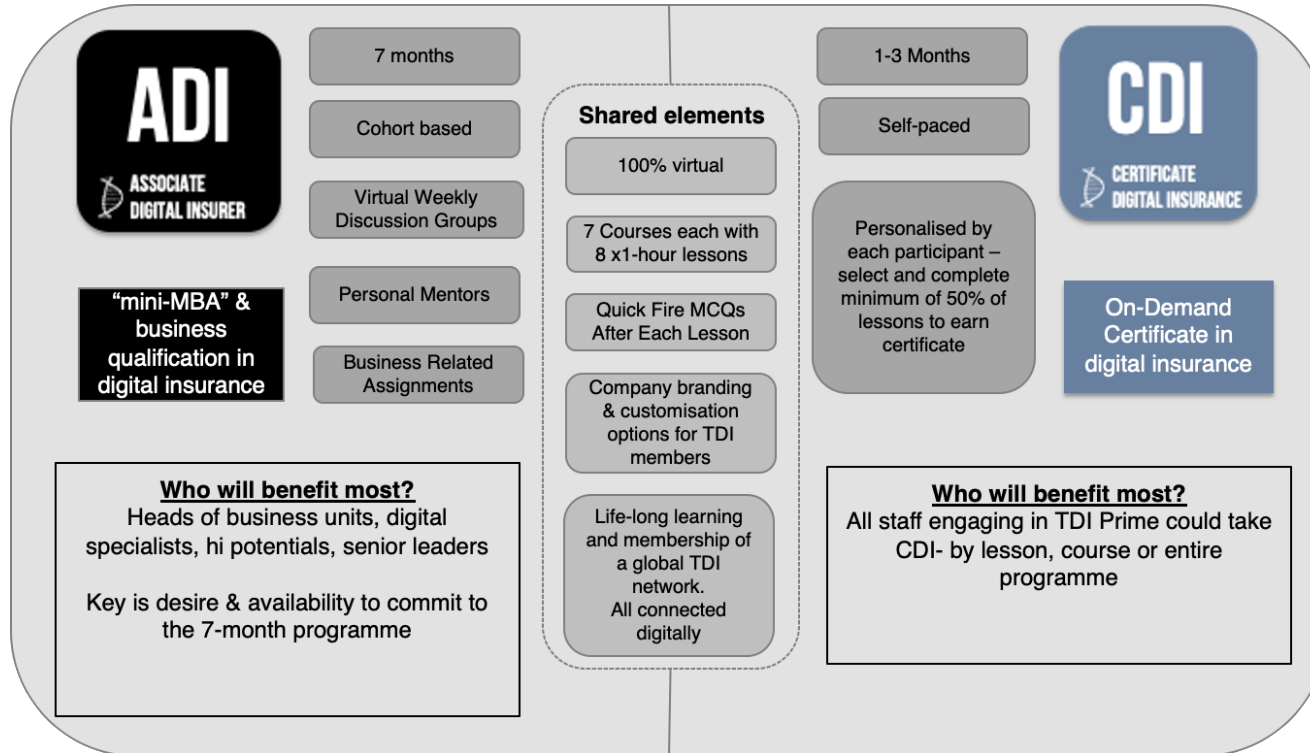 ADI
ASSOCIATE
DIGITAL INSURER
"mini-MBA" &
business
qualification in
digital insurance
7 months
Cohort based
Virtual Weekly
Discussion Groups
Personal Mentors
Business Related
Assignments
Who will benefit most?
Heads of business units, digital
specialists, hi potentials, senior leaders
Key is desire & availability to commit to
the 7-month programme
Shared elements
100% virtual
7 Courses each with
8 x1-hour lessons
Quick Fire MCQs
After Each Lesson
Company branding
& customisation
options for TDI
members
Life-long learning
and membership of
a global TDI
network.
All connected
digitally
1-3 Months
Self-paced
Personalised by
each participant –
select and complete
minimum of 50% of
lessons to earn
certificate
CDI
CERTIFICATE
DIGITAL INSURANCE
On-Demand
Certificate in
digital insurance
Who will benefit most?
All staff engaging in TDI Prime could take
CDI- by lesson, course or entire
programme